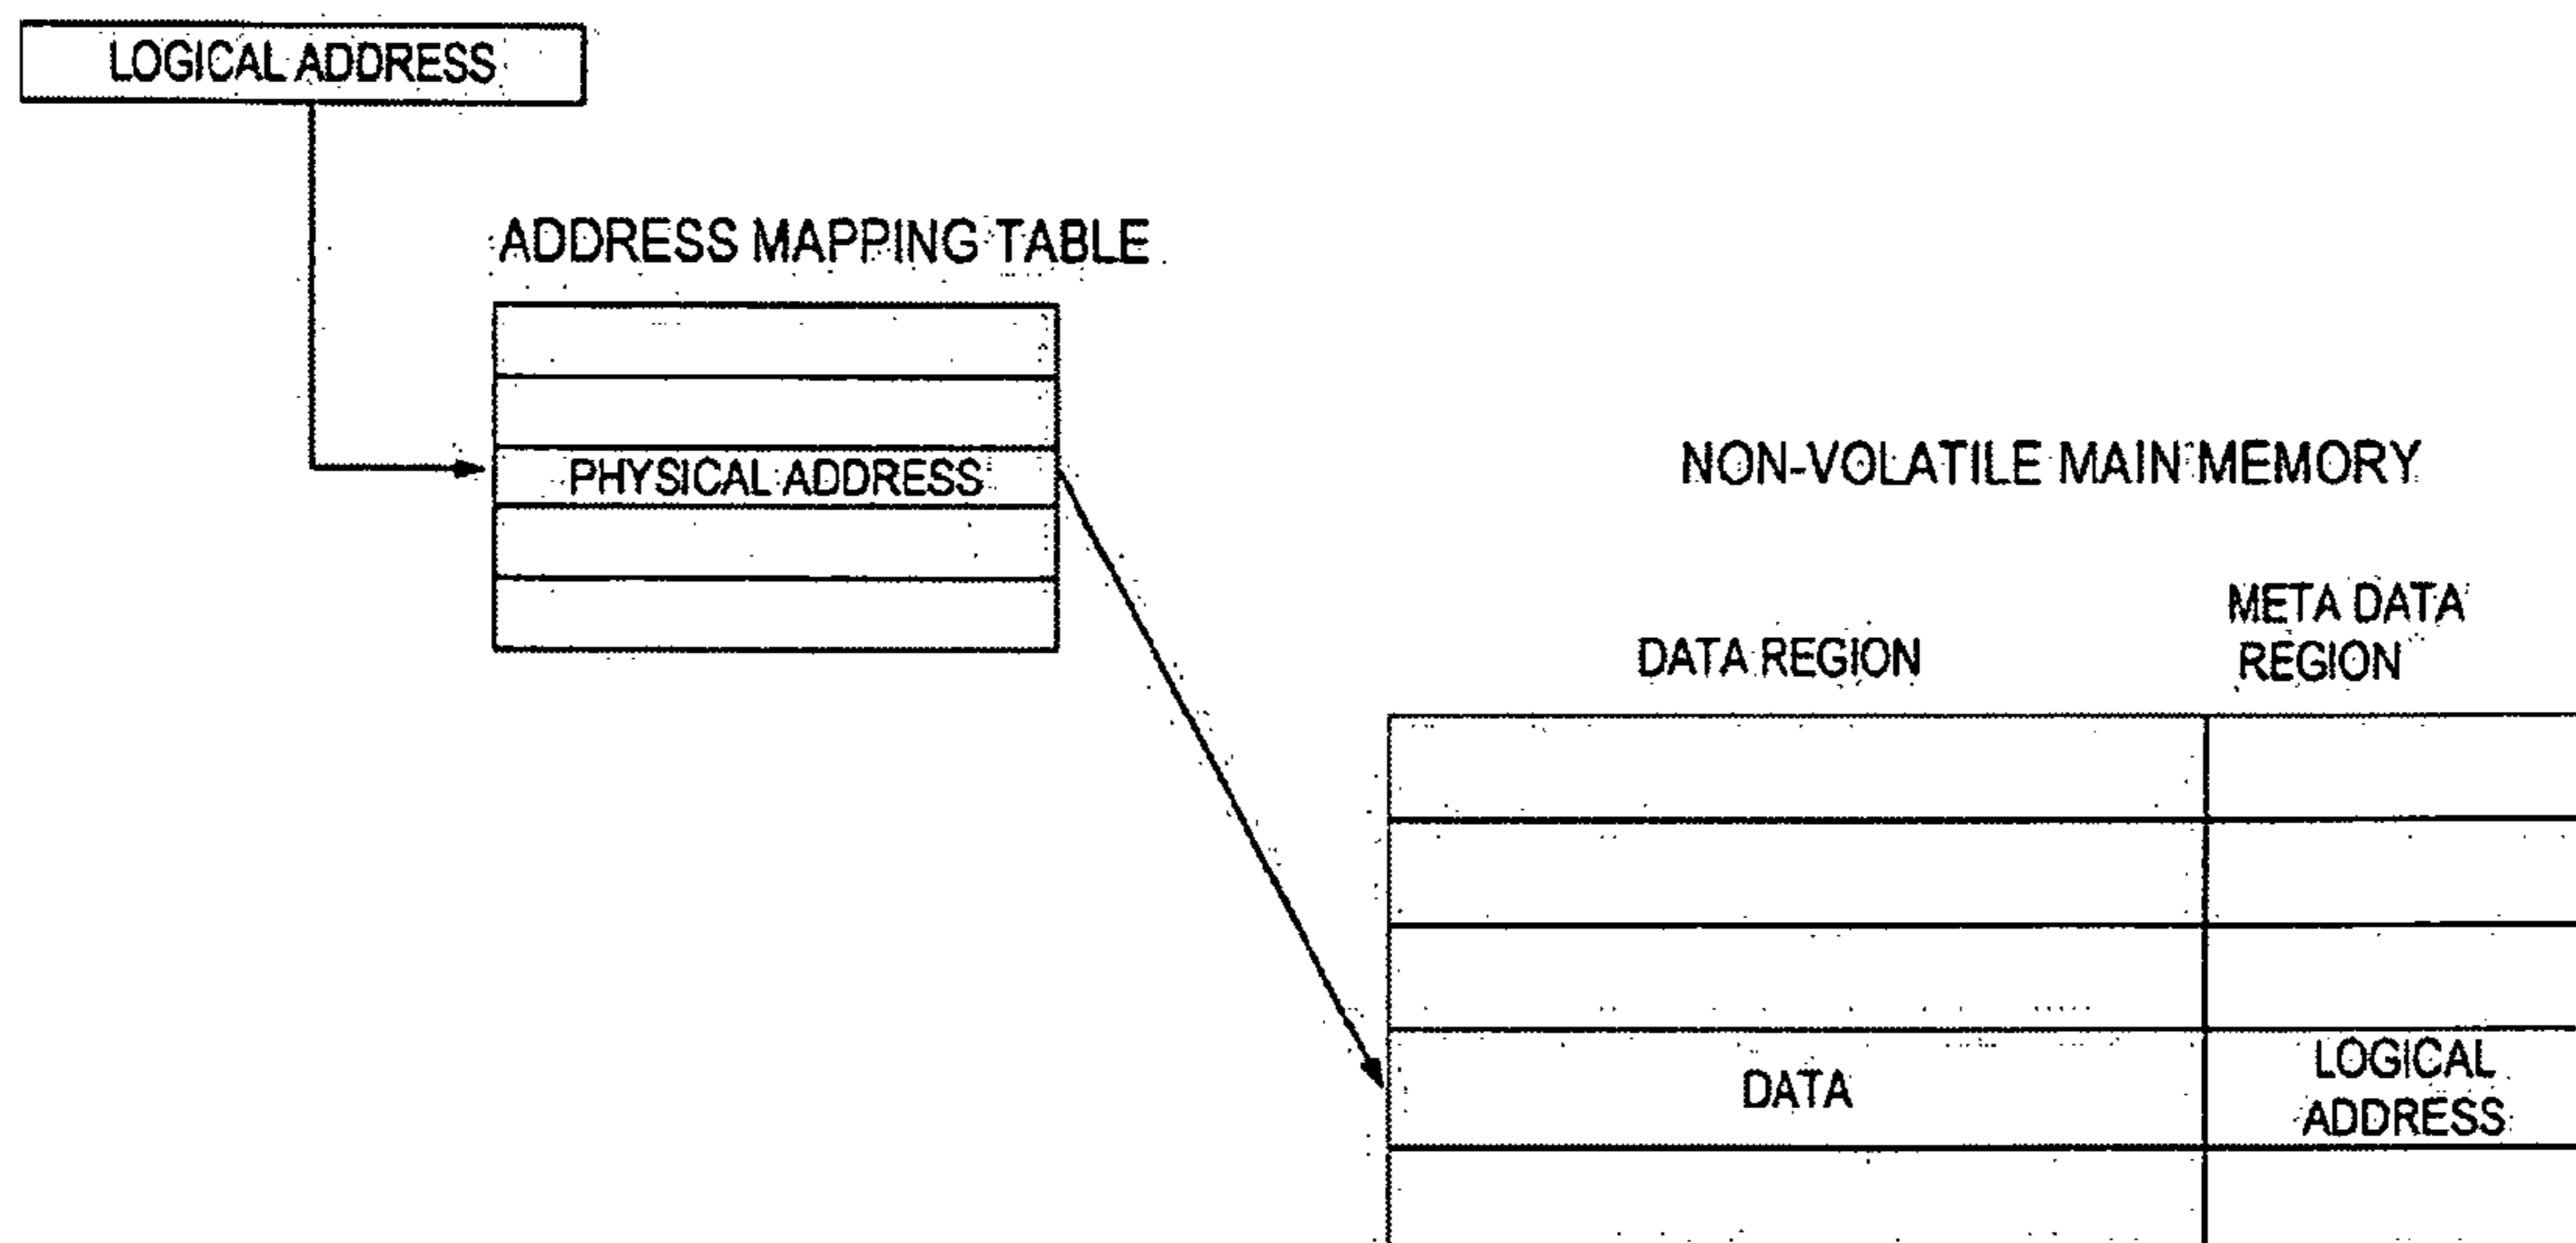 LOGICAL ADDRESS
ADDRESS MAPPING TABLE
PHYSICAL ADDRESS
NON-VOLATILE MAIN MEMORY
DATA REGION
META DATA
REGION
DATA
LOGICAL
ADDRESS